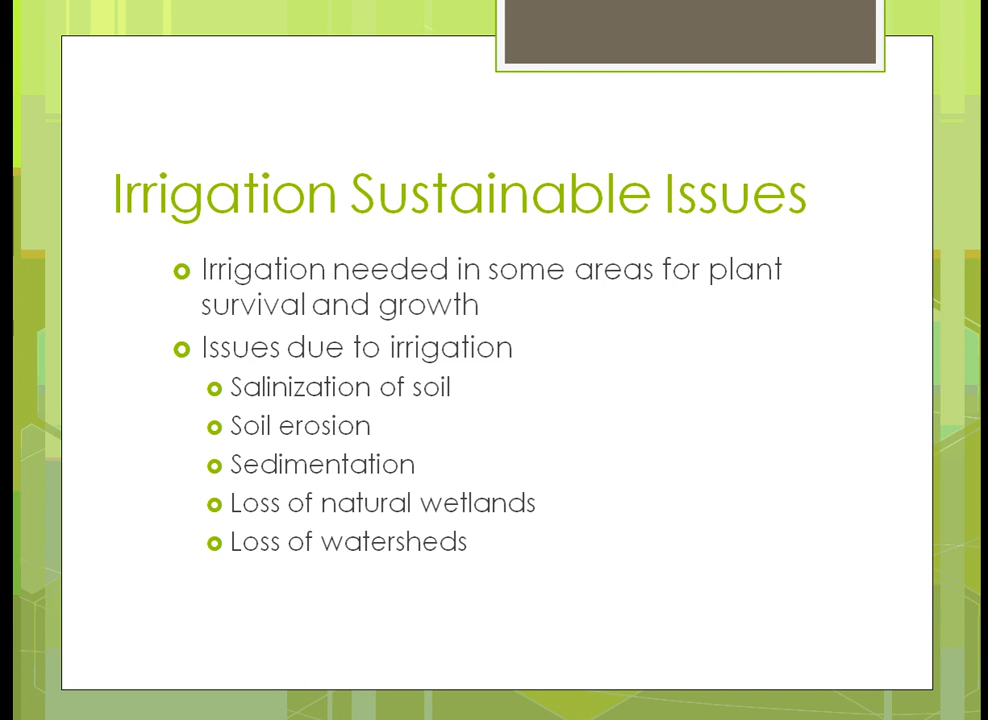 Irrigation Sustainable Issues
Irrigation needed in some areas for plant
survival and growth
Issues due to irrigation
Salinization of soil
Soil erosion
Sedimentation
Loss of natural wetlands
Loss of watersheds